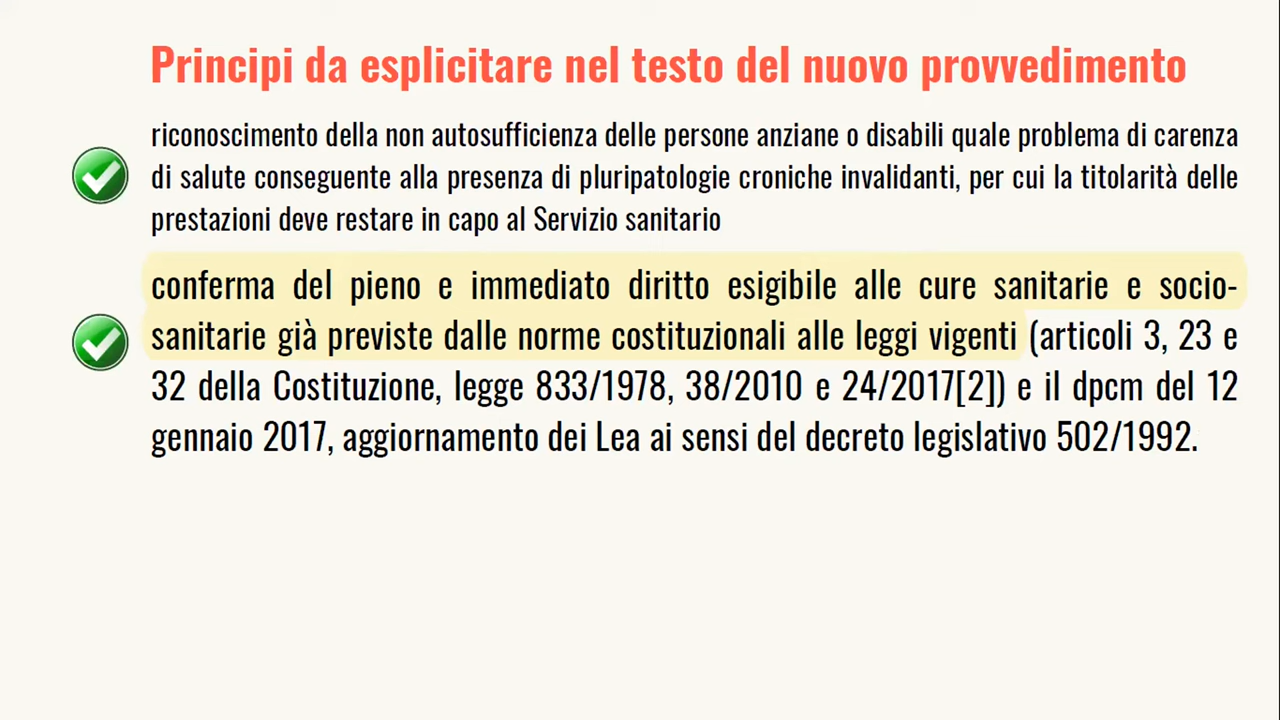 Principi da esplicitare nel testo del nuovo provvedimento
riconoscimento della non autosufficienza delle persone anziane o disabili quale problema di carenza
di salute conseguente alla presenza di pluripatologie croniche invalidanti, per cui la titolarità delle
prestazioni deve restare in capo al Servizio sanitario
conferma del pieno e immediato diritto esigibile alle cure sanitarie e socio-
sanitarie già previste dalle norme costituzionali alle leggi vigenti (articoli 3, 23 e
32 della Costituzione, legge 833/1978, 38/2010 e 24/2017[2]) e il dpcm del 12
gennaio 2017, aggiornamento dei Lea ai sensi del decreto legislativo 502/1992.